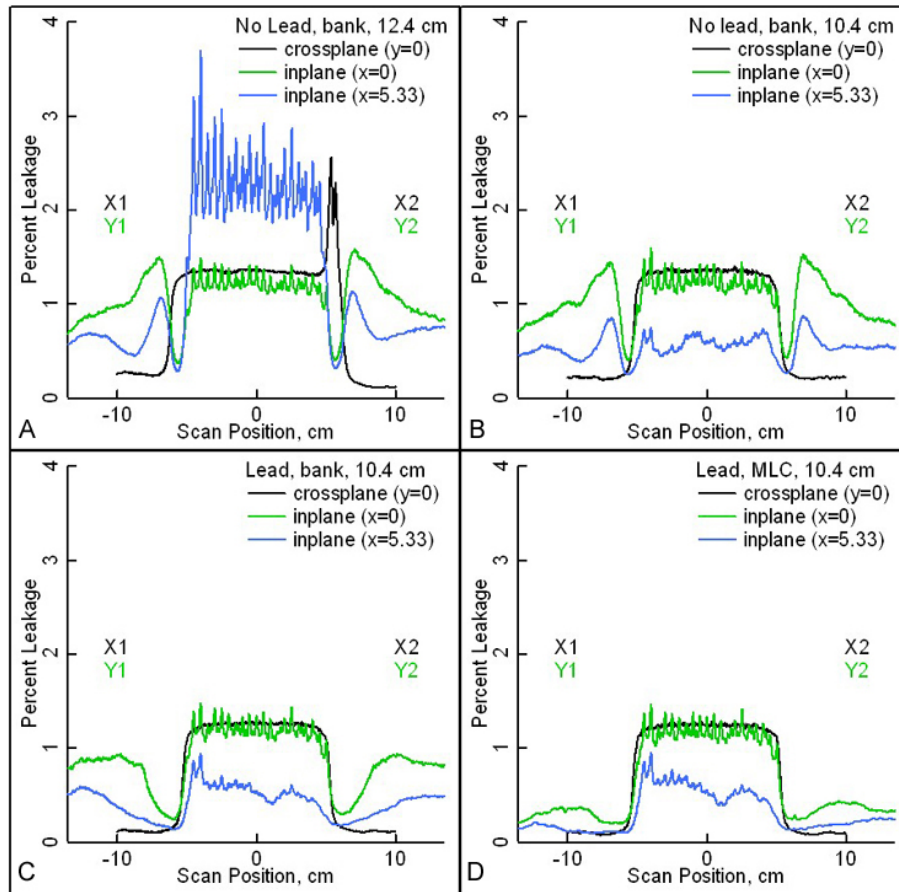 No Lead, bank, 12.4 cm
crossplane (y=0)
inplane (x=0)
inplane (x=5.33)
X1
Y1
X2
Y2
Percent Leakage
0
1
2
3
4
-10
0
10
Scan Position, cm
A
No lead, bank, 10.4 cm
crossplane (y=0)
inplane (x=0)
inplane (x=5.33)
X1
Y1
X2
Y2
Percent Leakage
0
1
2
3
4
-10
0
10
Scan Position, cm
B
Lead, bank, 10.4 cm
crossplane (y=0)
inplane (x=0)
inplane (x=5.33)
X1
Y1
X2
Y2
Percent Leakage
0
1
2
3
4
-10
0
10
Scan Position, cm
C
Lead, MLC, 10.4 cm
crossplane (y=0)
inplane (x=0)
inplane (x=5.33)
X1
Y1
X2
Y2
Percent Leakage
0
1
2
3
4
-10
0
10
Scan Position, cm
D